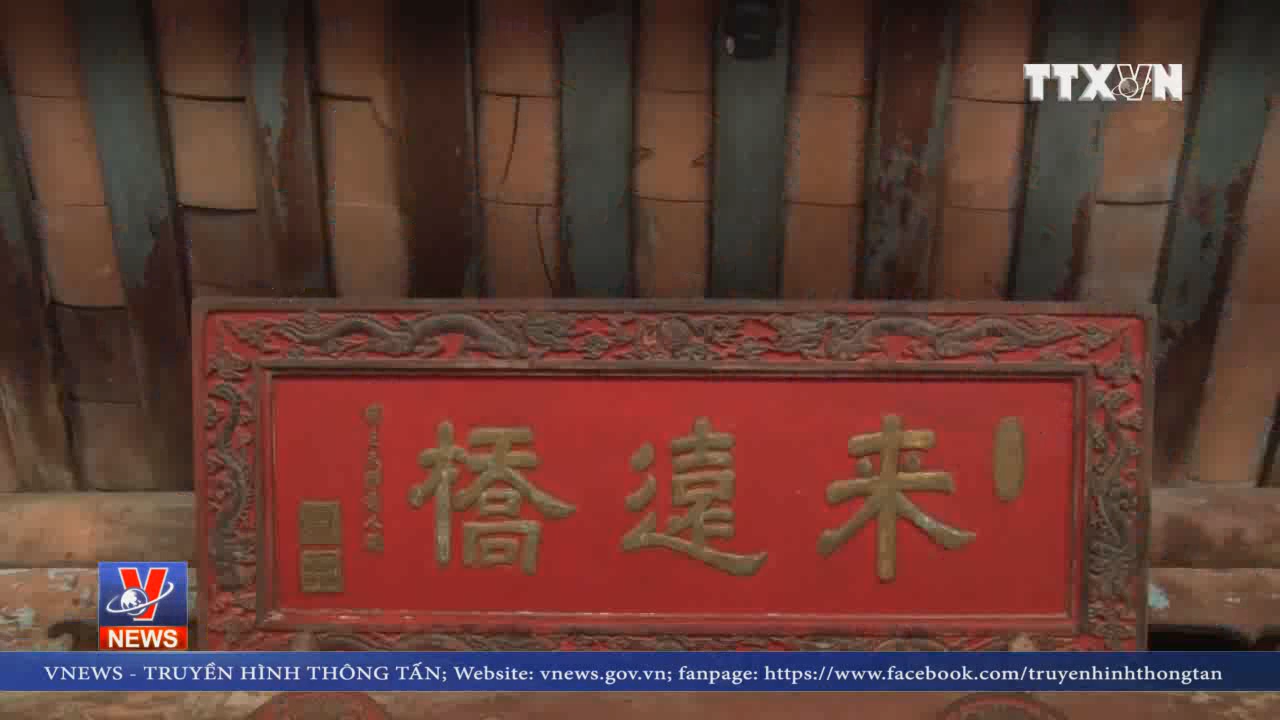 TTXVN
来遠橋
V
NEWS
VNEWS - TRUYỀN HÌNH THÔNG TẤN; Website: vnews.gov.vn; fanpage: https://www.facebook.com/truyenhinhthongtan